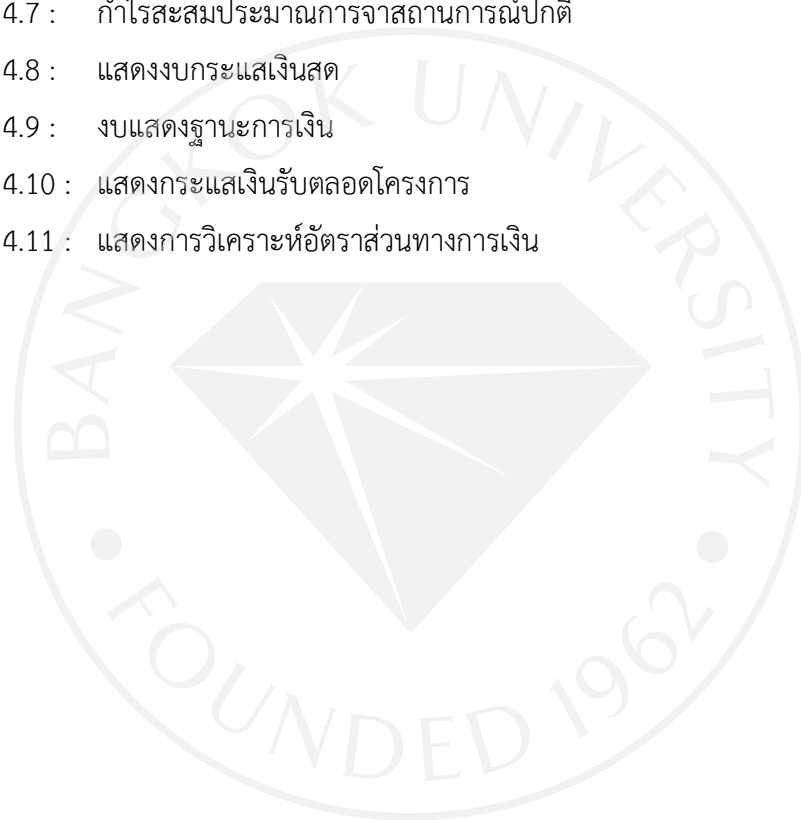 4.7 : กำไรสะสมประมาณการจาสถานการณ์ปกติ
4.8 : แสดงงบกระแสเงินสด
4.9 : งบแสดงฐานะการเงิน
4.10 : แสดงกระแสเงินรับตลอดโครงการ
4.11 : แสดงการวิเคราะห์อัตราส่วนทางการเงิน
BANGKOK UNIVERSITY
FOUNDED 1962